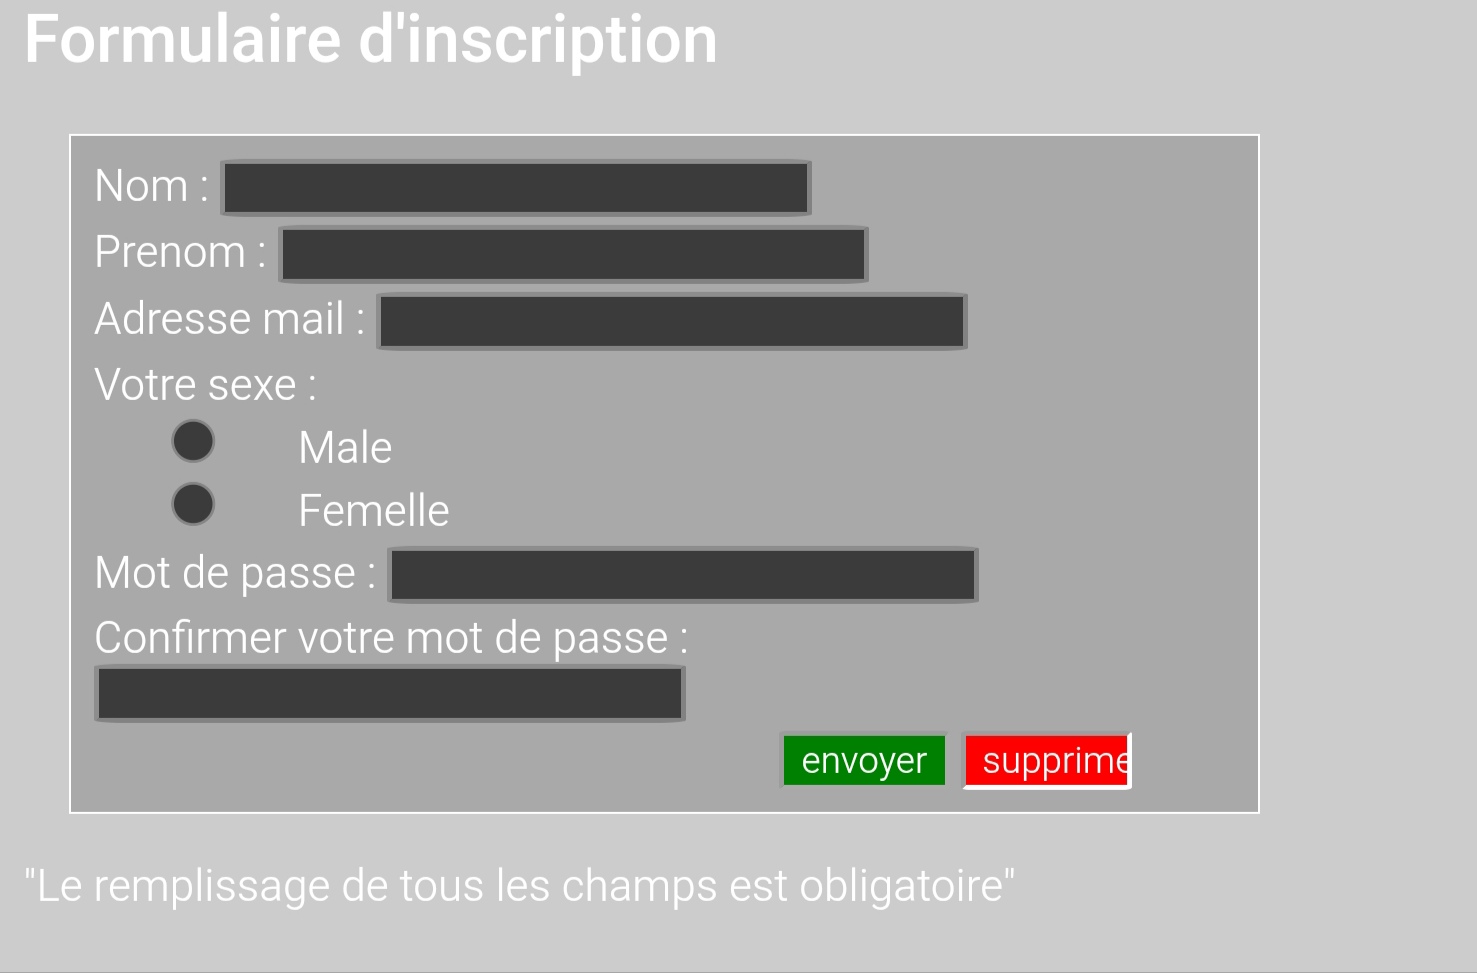 Formulaire d'inscription
Nom :
Prenom :
Adresse mail :
Votre sexe :
Male
Femelle
Mot de passe :
Confirmer votre mot de passe :
envoyer supprime
"Le remplissage de tous les champs est obligatoire"